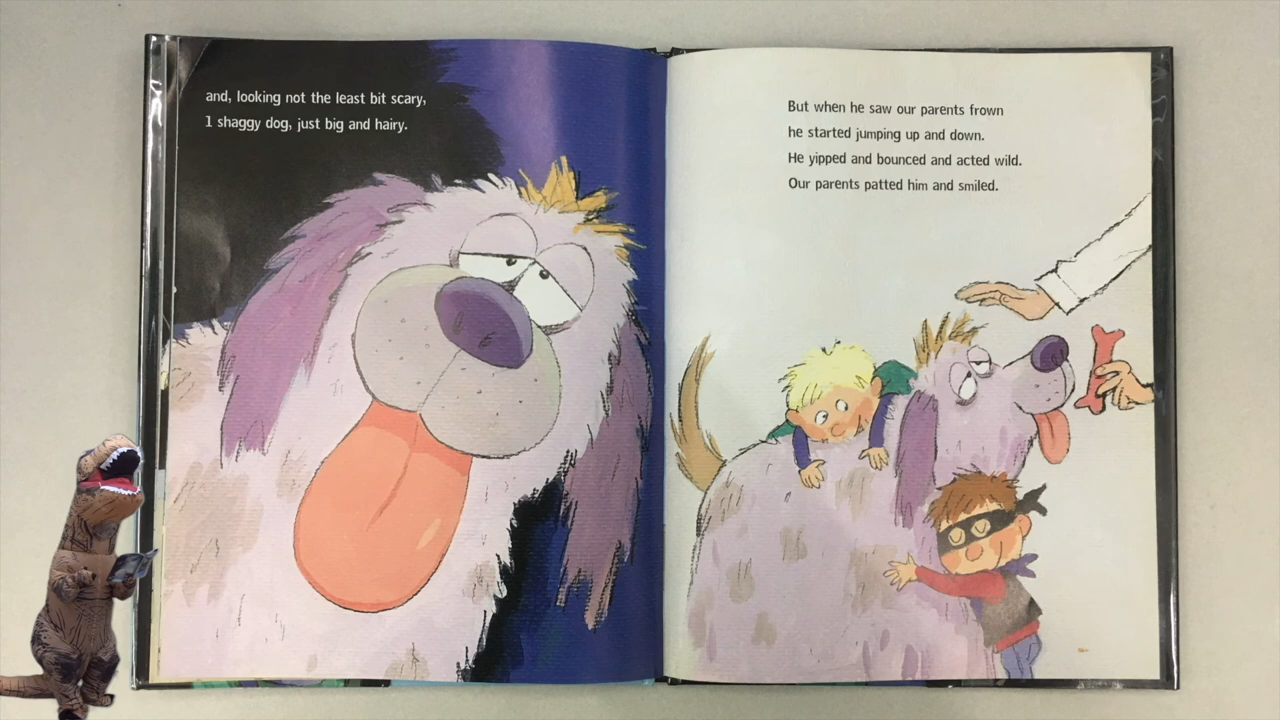 and, looking not the least bit scary,
1 shaggy dog, just big and hairy.
But when he saw our parents frown
he started jumping up and down.
He yipped and bounced and acted wild.
Our parents patted him and smiled.